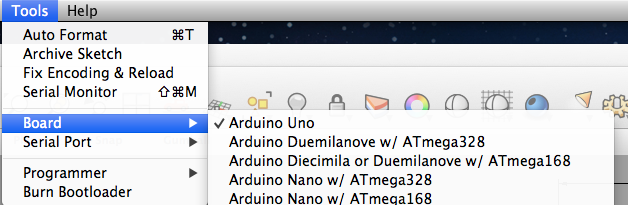 Tools Help
Auto Format ⌘T
Archive Sketch
Fix Encoding & Reload
Serial Monitor ⇧⌘M
Board
Serial Port
Programmer
Burn Bootloader
✓ Arduino Uno
Arduino Duemilanove w/ ATmega328
Arduino Diecimila or Duemilanove w/ ATmega168
Arduino Nano w/ ATmega328
Arduino Nano w/ ATmega168